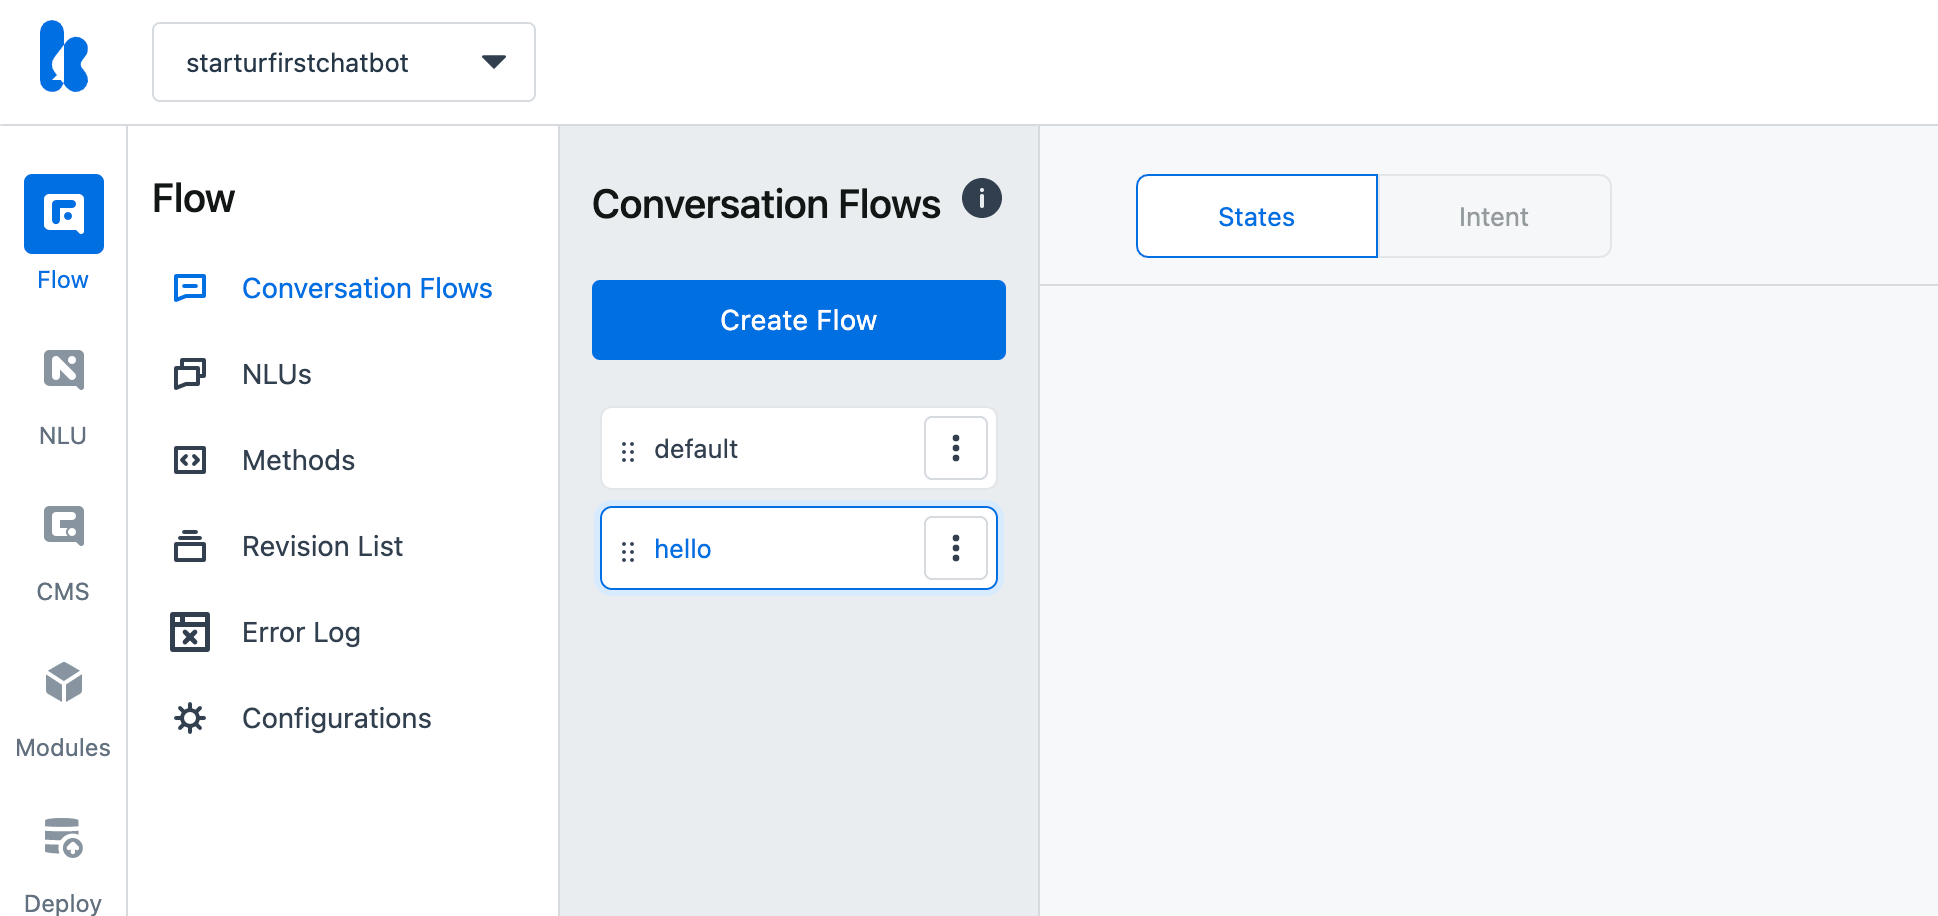 starturfirstchatbot
Flow
NLU
CMS
Modules
Deploy
Flow
Conversation Flows
NLUs
Methods
Revision List
Error Log
Configurations
Conversation Flows
Create Flow
default
hello
States
Intent